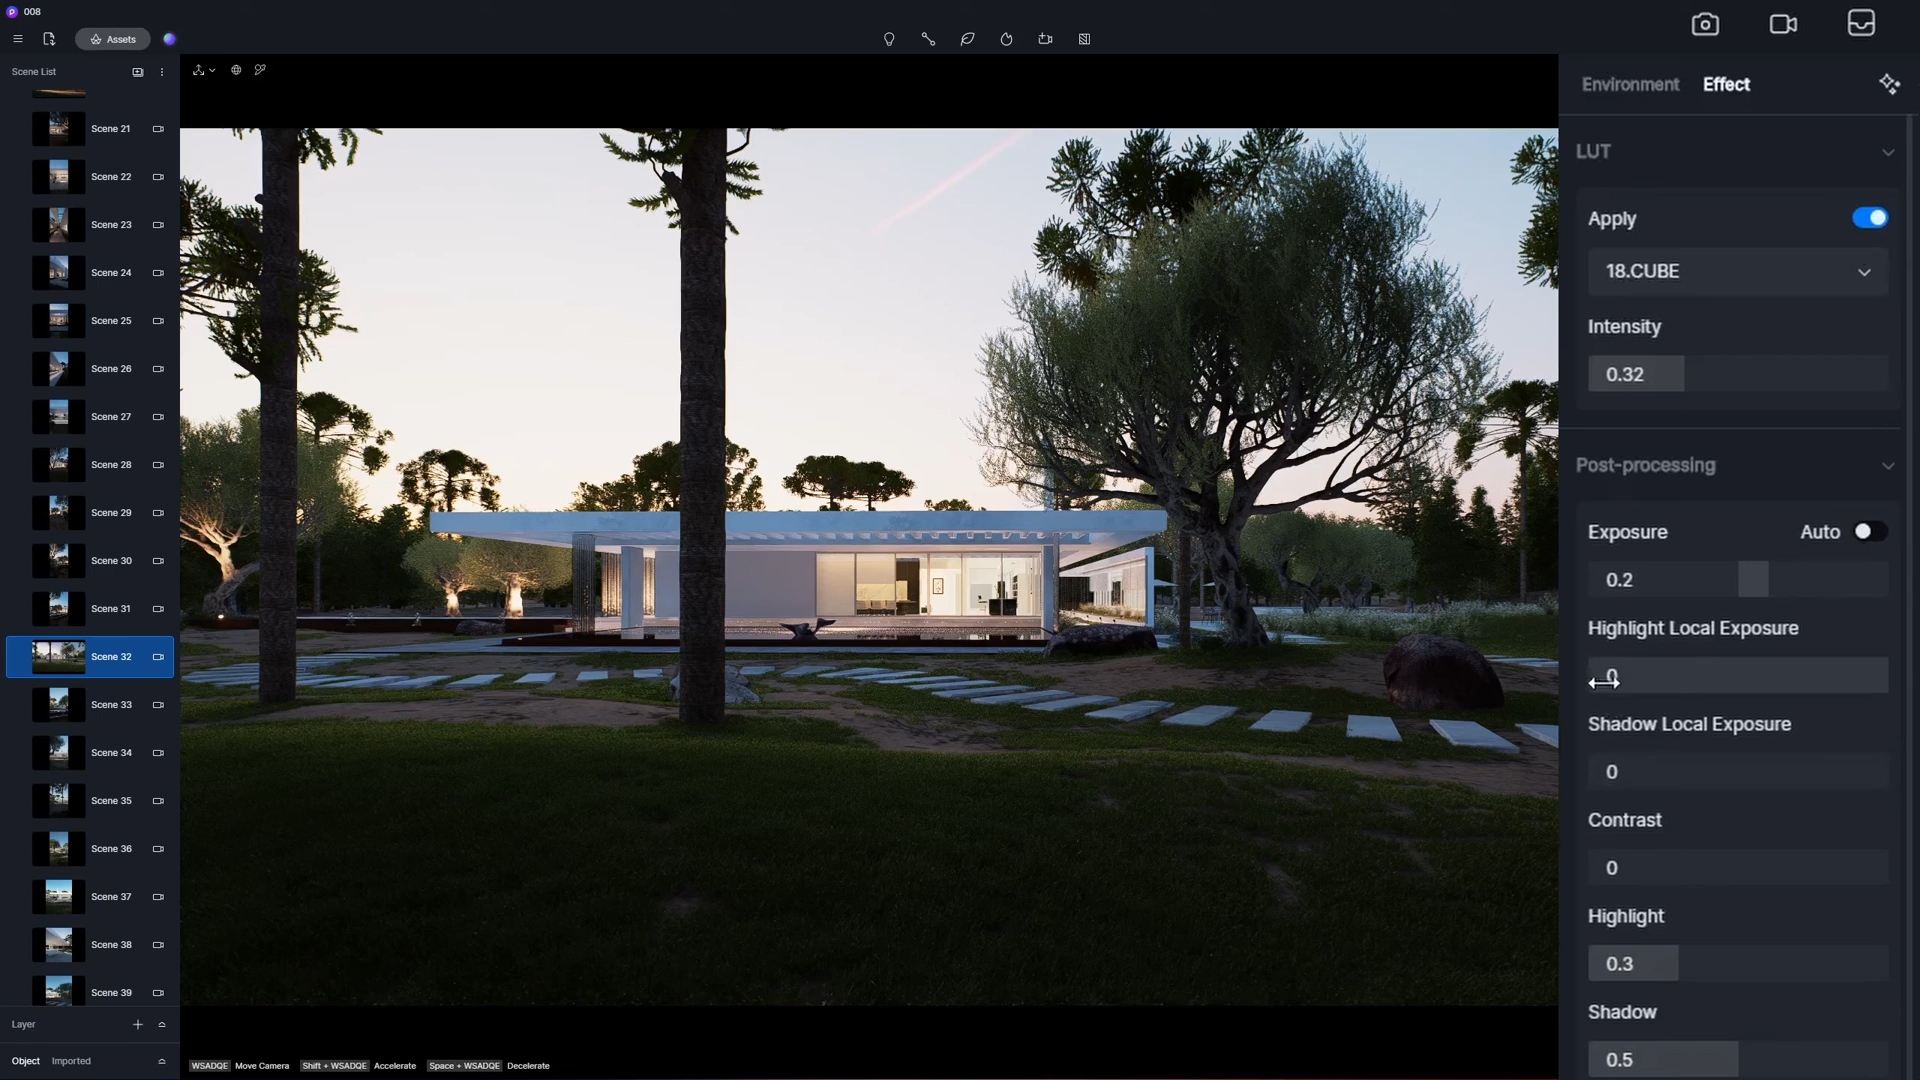 008
Assets
Scene List
Scene 21
Scene 22
Scene 23
Scene 24
Scene 25
Scene 26
Scene 27
Scene 28
Scene 29
Scene 30
Scene 31
Scene 32
Scene 33
Scene 34
Scene 35
Scene 36
Scene 37
Scene 38
Scene 39
Layer
Object Imported
WSADQE Move Camera Shift + WSADQE Accelerate Space + WSADQE Decelerate
Environment Effect
LUT
Apply
18.CUBE
Intensity
0.32
Post-processing
Exposure Auto
0.2
Highlight Local Exposure
0
Shadow Local Exposure
0
Contrast
0
Highlight
0.3
Shadow
0.5